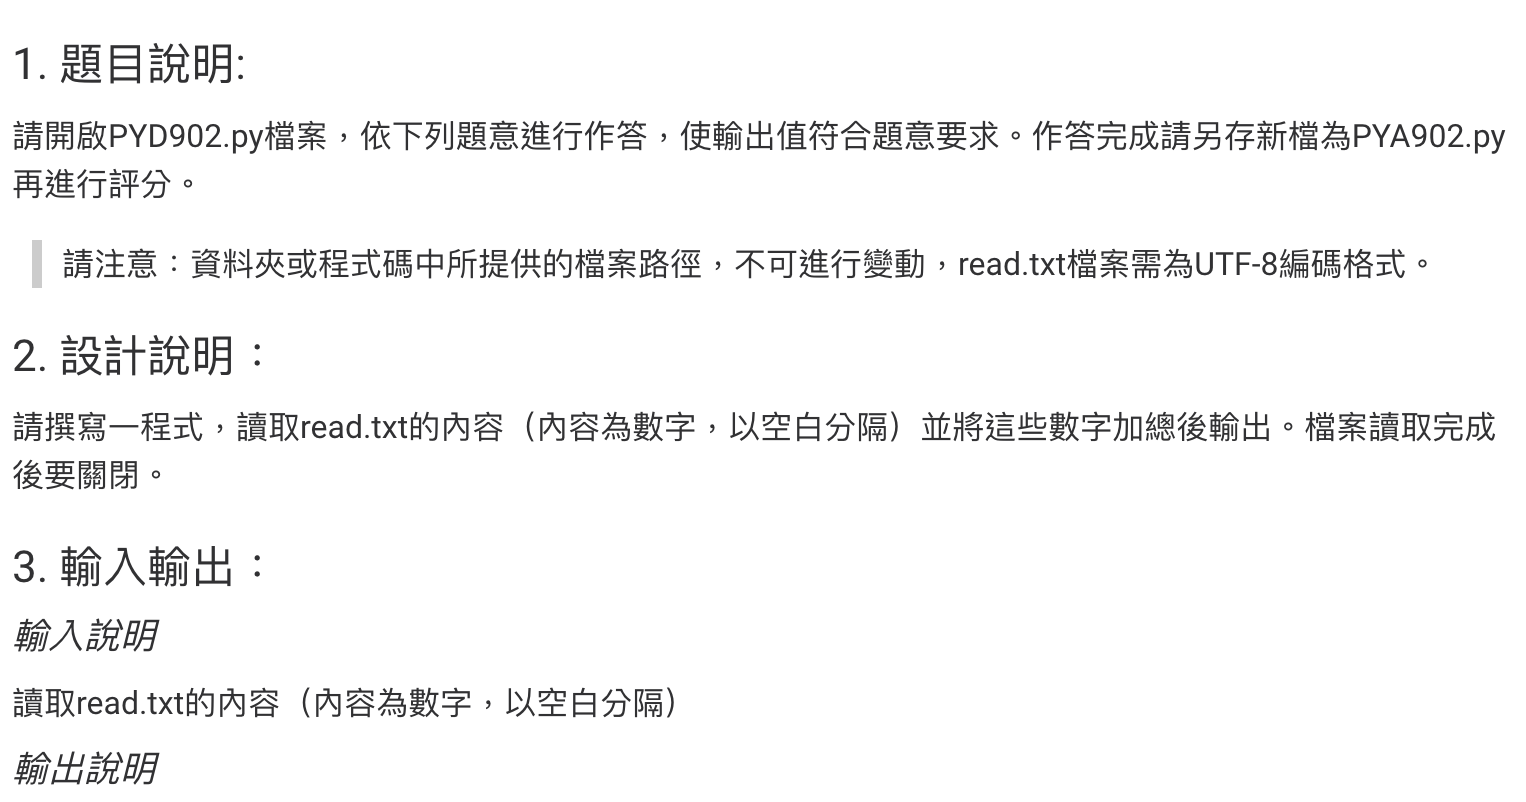 1. 題目說明:
請開啟PYD902.py檔案，依下列題意進行作答，使輸出值符合題意要求。作答完成請另存新檔為PYA902.py
再進行評分。
請注意：資料夾或程式碼中所提供的檔案路徑，不可進行變動，read.txt檔案需為UTF-8編碼格式。
2. 設計說明：
請撰寫一程式，讀取read.txt的內容（內容為數字，以空白分隔）並將這些數字加總後輸出。檔案讀取完成
後要關閉。
3. 輸入輸出：
輸入說明
讀取read.txt的內容（內容為數字，以空白分隔）
輸出說明